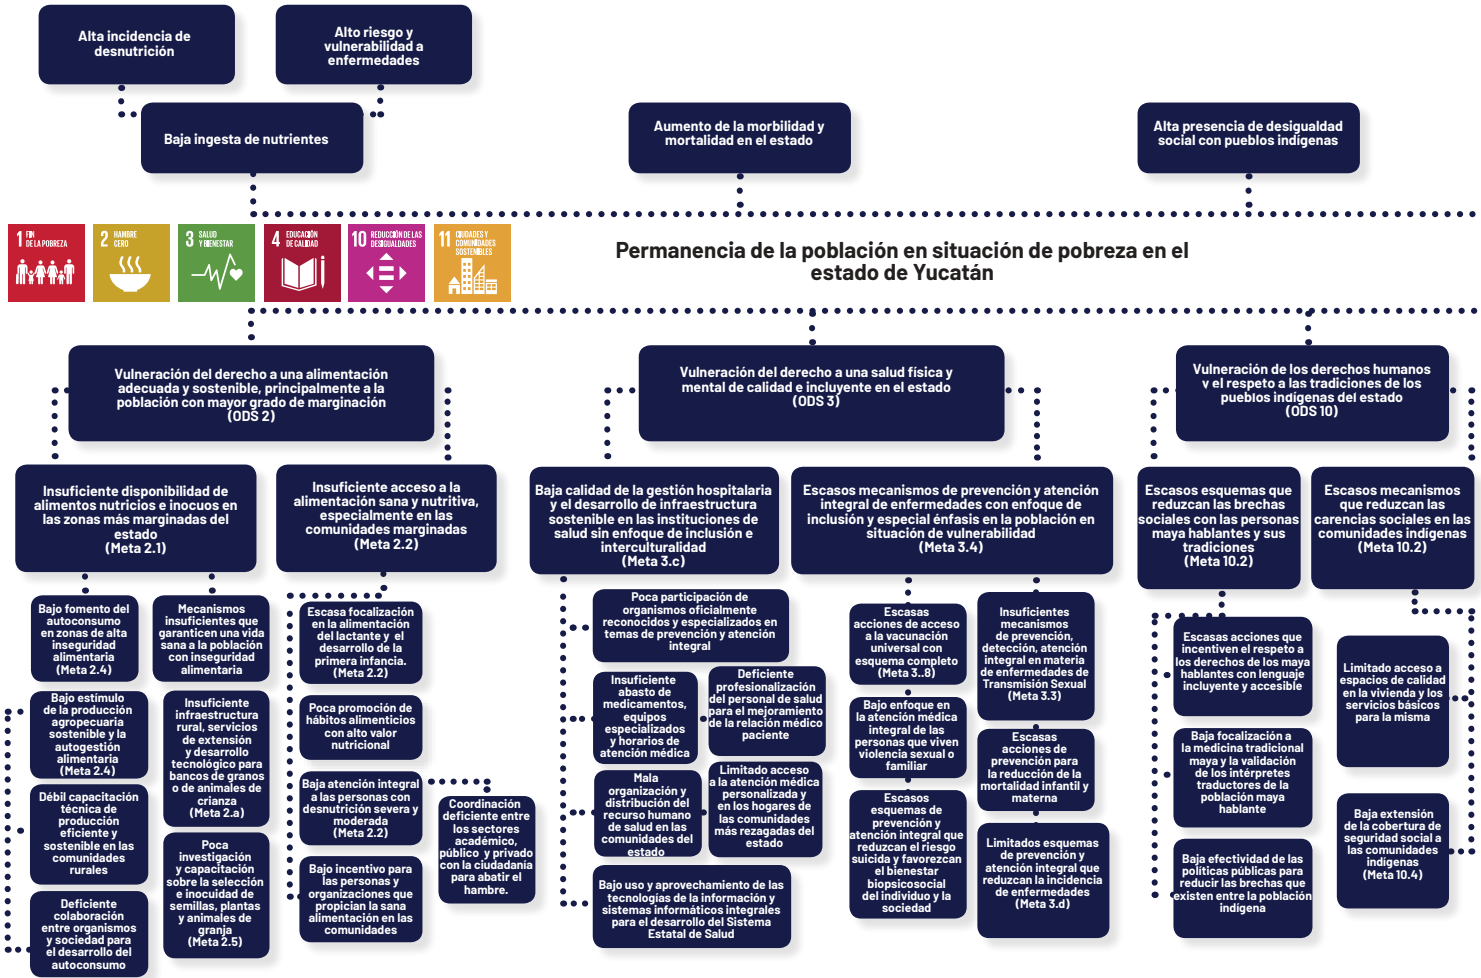 Alta incidencia de
desnutrición
Alto riesgo y
vulnerabilidad a
enfermedades
Baja ingesta de nutrientes
Aumento de la morbilidad y
mortalidad en el estado
Alta presencia de desigualdad
social con pueblos indígenas
1 FIN
DE LA POBREZA
2 HAMBRE
CERO
3 SALUD
Y BIENESTAR
4 EDUCACIÓN
DE CALIDAD
10 REDUCCIÓN DE LAS
DESIGUALDADES
11 CIUDADES Y
COMUNIDADES
SOSTENIBLES
Permanencia de la población en situación de pobreza en el
estado de Yucatán
Vulneración del derecho a una alimentación
adecuada y sostenible, principalmente a la
población con mayor grado de marginación
(ODS 2)
Vulneración del derecho a una salud física y
mental de calidad e incluyente en el estado
(ODS 3)
Vulneración de los derechos humanos
y el respeto a las tradiciones de los
pueblos indígenas del estado
(ODS 10)
Insuficiente disponibilidad de
alimentos nutricios e inocuos en
las zonas más marginadas del
estado
(Meta 2.1)
Insuficiente acceso a la
alimentación sana y nutritiva,
especialmente en las
comunidades marginadas
(Meta 2.2)
Baja calidad de la gestión hospitalaria
y el desarrollo de infraestructura
sostenible en las instituciones de
salud sin enfoque de inclusión e
interculturalidad
(Meta 3.c)
Escasos mecanismos de prevención y atención
integral de enfermedades con enfoque de
inclusión y especial énfasis en la población en
situación de vulnerabilidad
(Meta 3.4)
Escasos esquemas que
reduzcan las brechas
sociales con las personas
maya hablantes y sus
tradiciones
(Meta 10.2)
Escasos mecanismos
que reduzcan las
carencias sociales en las
comunidades indígenas
(Meta 10.2)
Bajo fomento del
autoconsumo
en zonas de alta
inseguridad
alimentaria
(Meta 2.4)
Bajo estímulo
de la producción
agropecuaria
sostenible y la
autogestión
alimentaria
(Meta 2.4)
Débil capacitación
técnica de
producción
eficiente y
sostenible en las
comunidades
rurales
Deficiente
colaboración
entre organismos
y sociedad para
el desarrollo del
autoconsumo
Mecanismos
insuficientes que
garanticen una vida
sana a la población
con inseguridad
alimentaria
Insuficiente
infraestructura
rural, servicios
de extensión
y desarrollo
tecnológico para
bancos de granos
o de animales de
crianza
(Meta 2.a)
Poca
investigación
y capacitación
sobre la selección
e inocuidad de
semillas, plantas
y animales de
granja
(Meta 2.5)
Escasa focalización
en la alimentación
del lactante y el
desarrollo de la
primera infancia.
(Meta 2.2)
Poca promoción de
hábitos alimenticios
con alto valor
nutricional
Baja atención integral
a las personas con
desnutrición severa y
moderada
(Meta 2.2)
Bajo incentivo para
las personas y
organizaciones que
propician la sana
alimentación en las
comunidades
Coordinación
deficiente entre
los sectores
académico,
público y privado
con la ciudadanía
para abatir el
hambre.
Poca participación de
organismos oficialmente
reconocidos y especializados en
temas de prevención y atención
integral
Insuficiente
abasto de
medicamentos,
equipos
especializados
y horarios de
atención médica
Deficiente
profesionalización
del personal de salud
para el mejoramiento
de la relación médico
paciente
Mala
organización y
distribución del
recurso humano
de salud en las
comunidades del
estado
Limitado acceso
a la atención médica
personalizada y
en los hogares de
las comunidades
más rezagadas del
estado
Bajo uso y aprovechamiento de las
tecnologías de la información y
sistemas informáticos integrales
para el desarrollo del Sistema
Estatal de Salud
Escasas
acciones de acceso
a la vacunación
universal con
esquema completo
(Meta 3..8)
Bajo enfoque en
la atención médica
integral de las
personas que viven
violencia sexual o
familiar
Escasos
esquemas de
prevención y
atención integral que
reduzcan el riesgo
suicida y favorezcan
el bienestar
biopsicosocial
del individuo y la
sociedad
Insuficientes
mecanismos
de prevención,
detección, atención
integral en materia
de enfermedades de
Transmisión Sexual
(Meta 3.3)
Escasas
acciones de
prevención para
la reducción de la
mortalidad infantil y
materna
Limitados esquemas
de prevención y
atención integral que
reduzcan la incidencia
de enfermedades
(Meta 3.d)
Escasas acciones que
incentiven el respeto a
los derechos de los maya
hablantes con lenguaje
incluyente y accesible
Baja focalización a
la medicina tradicional
maya y la validación
de los intérpretes
traductores de la
población maya
hablante
Baja efectividad de las
políticas públicas para
reducir las brechas que
existen entre la población
indígena
Limitado acceso a
espacios de calidad
en la vivienda y los
servicios básicos
para la misma
Baja extensión
de la cobertura de
seguridad social a
las comunidades
indígenas
(Meta 10.4)